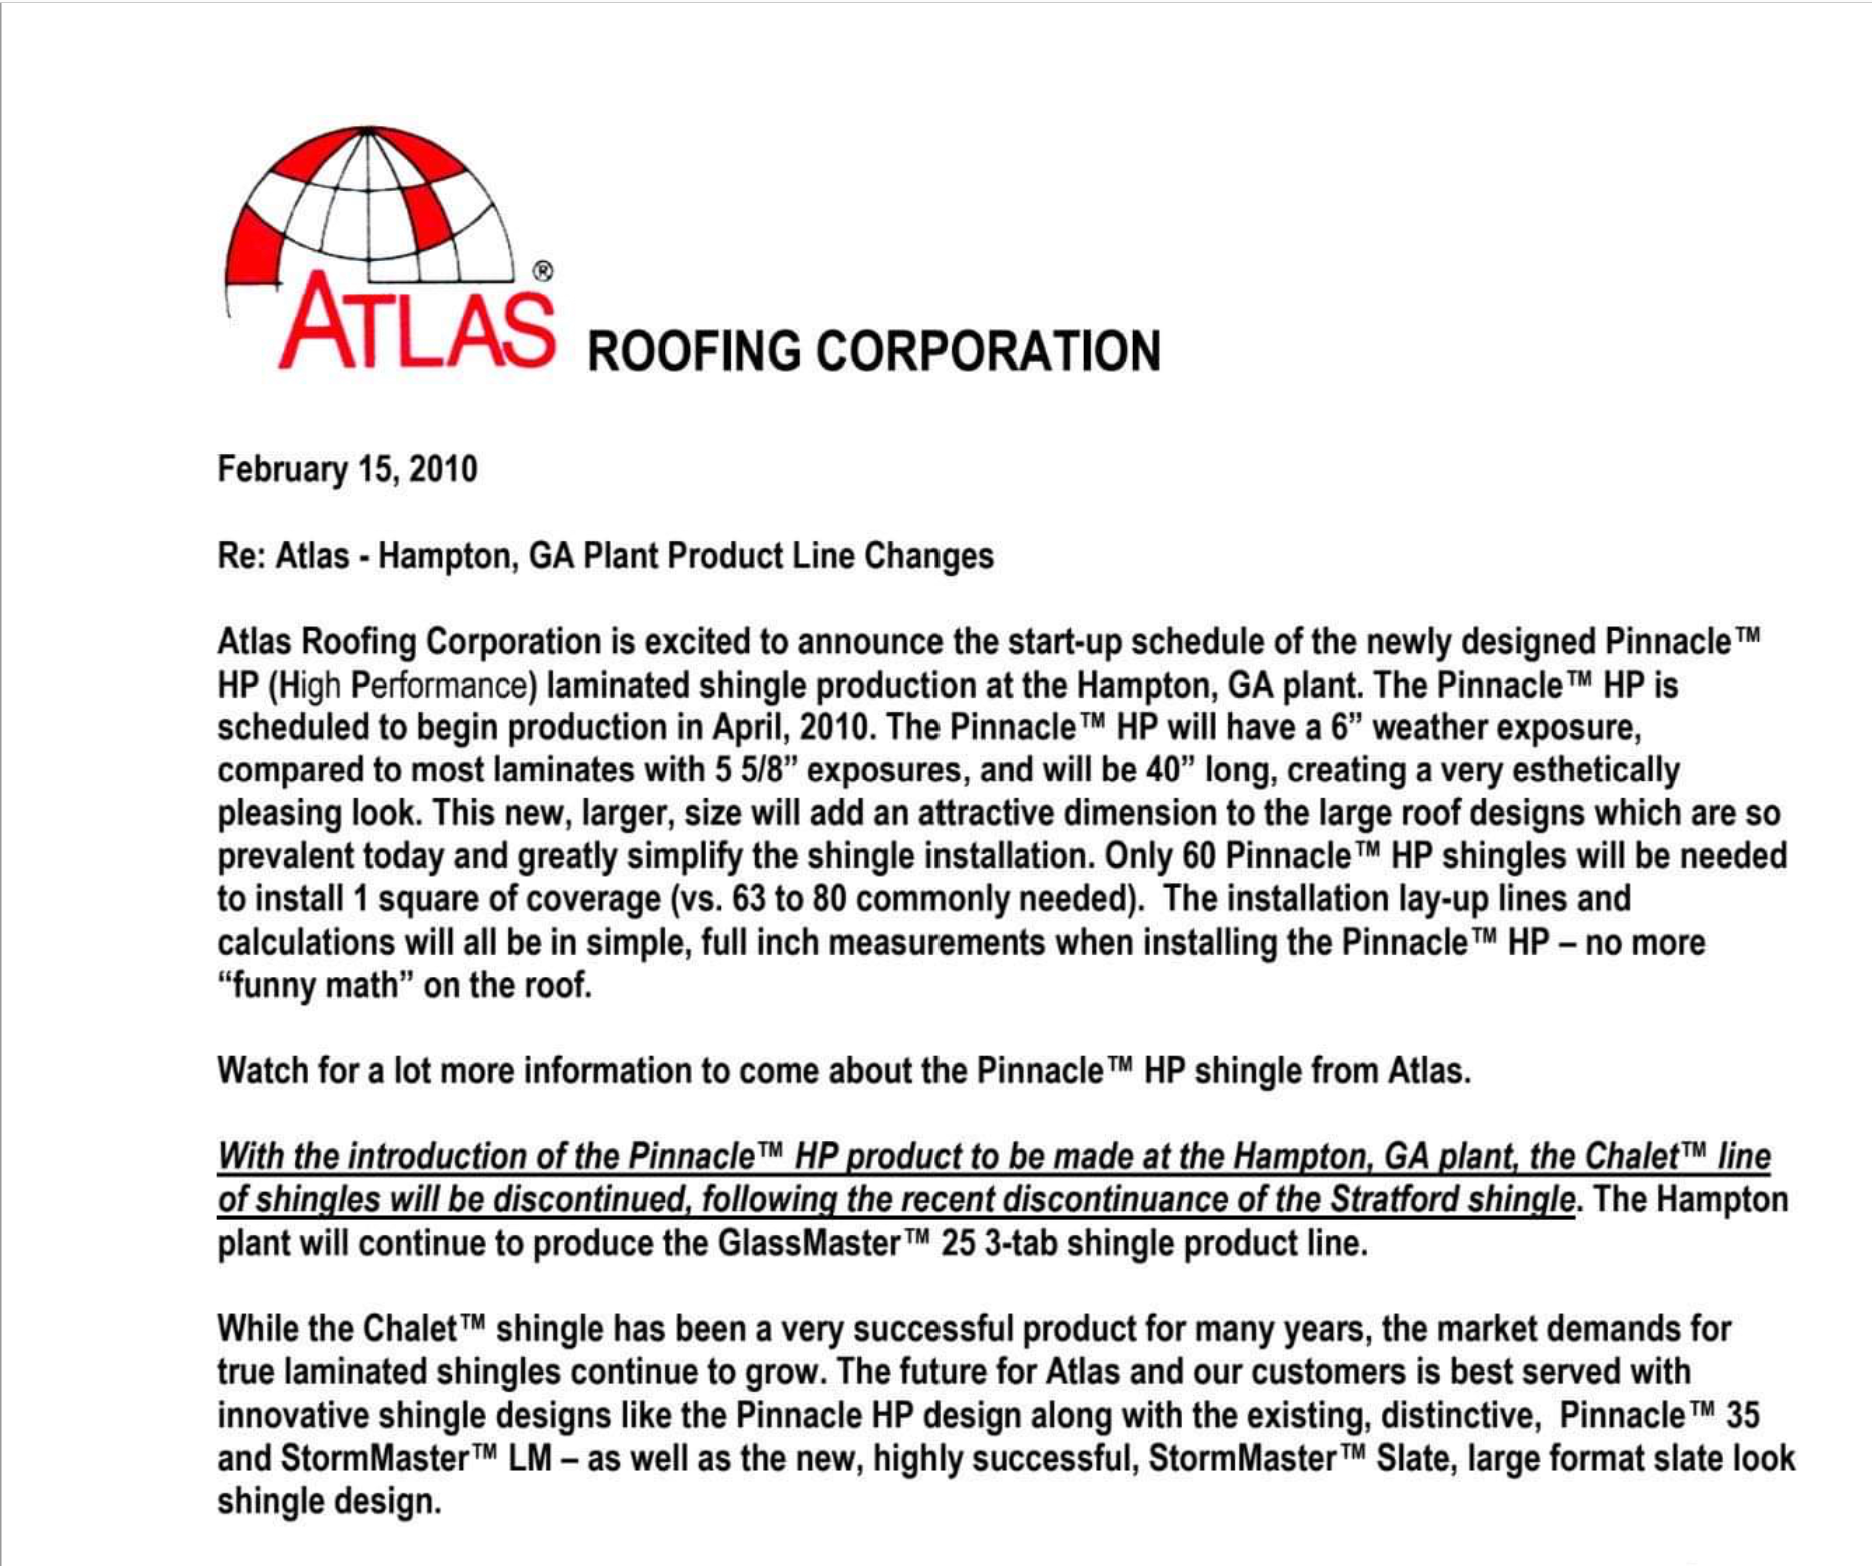 ATLAS® ROOFING CORPORATION
February 15, 2010
Re: Atlas - Hampton, GA Plant Product Line Changes
Atlas Roofing Corporation is excited to announce the start-up schedule of the newly designed Pinnacle™
HP (High Performance) laminated shingle production at the Hampton, GA plant. The Pinnacle™ HP is
scheduled to begin production in April, 2010. The Pinnacle™ HP will have a 6” weather exposure,
compared to most laminates with 5 5/8” exposures, and will be 40” long, creating a very esthetically
pleasing look. This new, larger, size will add an attractive dimension to the large roof designs which are so
prevalent today and greatly simplify the shingle installation. Only 60 Pinnacle™ HP shingles will be needed
to install 1 square of coverage (vs. 63 to 80 commonly needed).  The installation lay-up lines and
calculations will all be in simple, full inch measurements when installing the Pinnacle™ HP – no more
“funny math” on the roof.
Watch for a lot more information to come about the Pinnacle™ HP shingle from Atlas.
With the introduction of the Pinnacle™ HP product to be made at the Hampton, GA plant, the Chalet™ line
of shingles will be discontinued, following the recent discontinuance of the Stratford shingle. The Hampton
plant will continue to produce the GlassMaster™ 25 3-tab shingle product line.
While the Chalet™ shingle has been a very successful product for many years, the market demands for
true laminated shingles continue to grow. The future for Atlas and our customers is best served with
innovative shingle designs like the Pinnacle HP design along with the existing, distinctive,  Pinnacle™ 35
and StormMaster™ LM – as well as the new, highly successful, StormMaster™ Slate, large format slate look
shingle design.